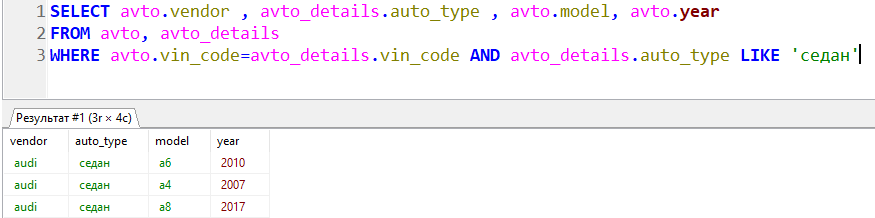 1 SELECT avto.vendor , avto_details.auto_type , avto.model, avto.year
2 FROM avto, avto_details
3 WHERE avto.vin_code=avto_details.vin_code AND avto_details.auto_type LIKE 'седан'
Результат #1 (3r × 4c)
vendor auto_type model year
audi седан a6 2010
audi седан a4 2007
audi седан a8 2017